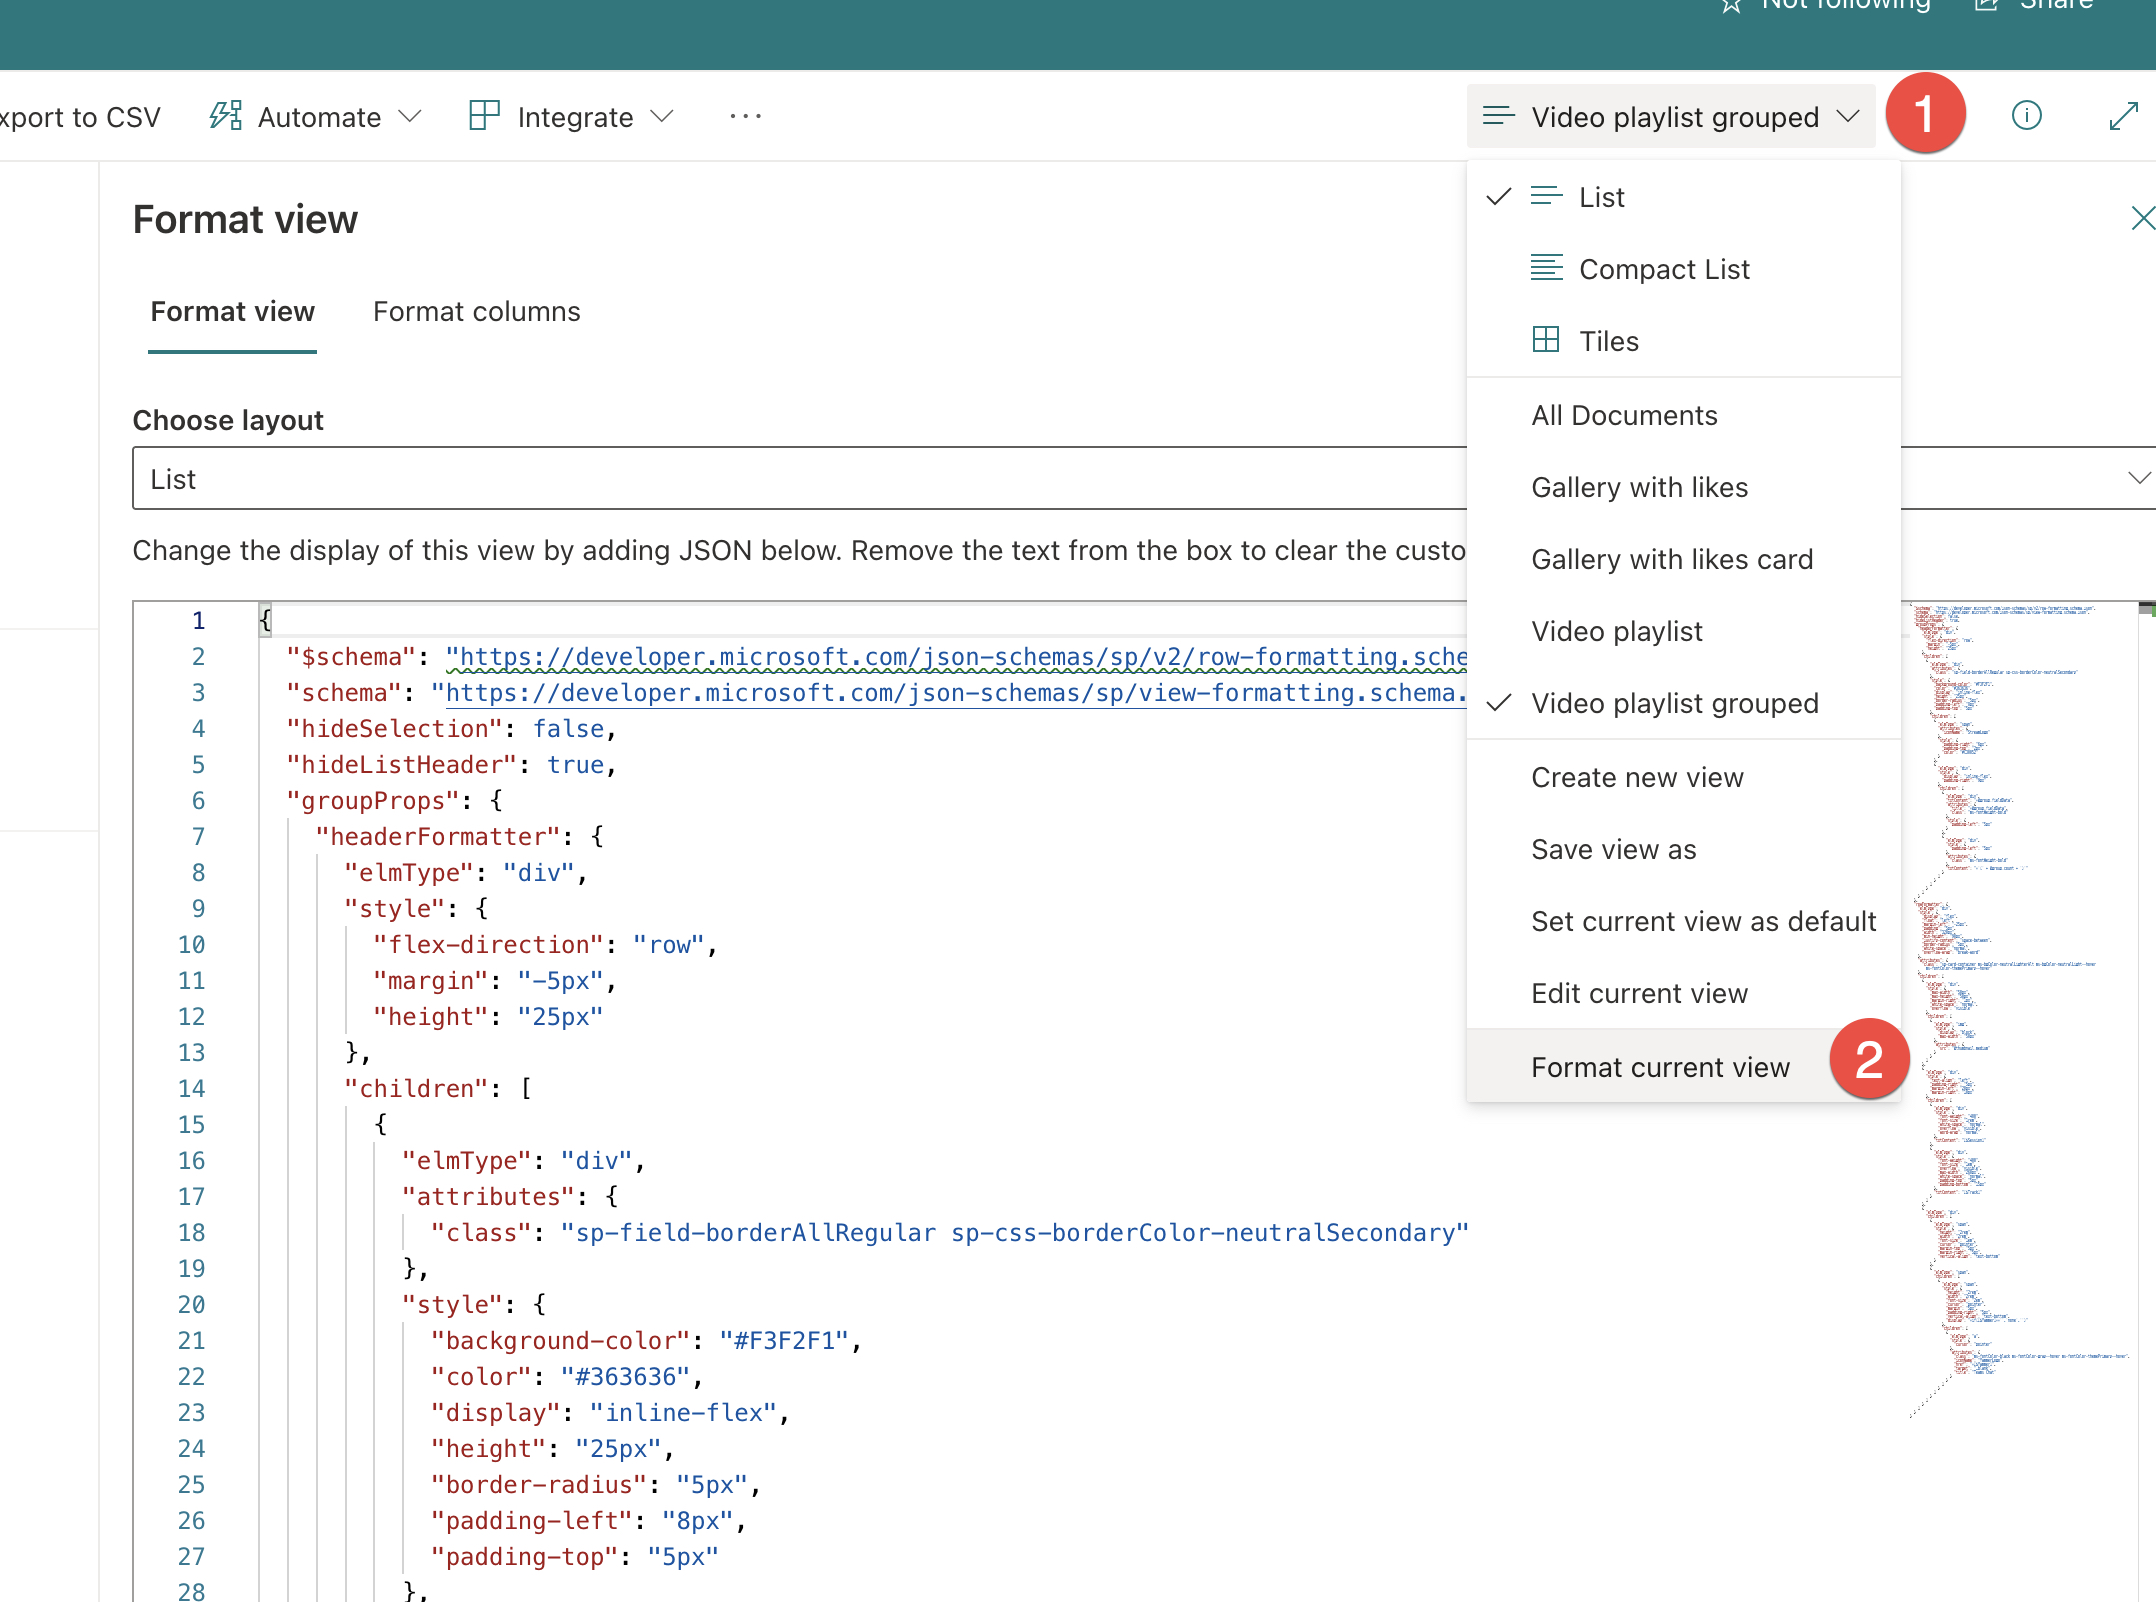 Not following
Share
xport to CSV
Automate
Integrate
...
Video playlist grouped
1
Format view
Format view
Format columns
Choose layout
List
Change the display of this view by adding JSON below. Remove the text from the box to clear the custo
List
Compact List
Tiles
All Documents
Gallery with likes
Gallery with likes card
Video playlist
Video playlist grouped
Create new view
Save view as
Set current view as default
Edit current view
Format current view
2
1 {
2 "$schema": "https://developer.microsoft.com/json-schemas/sp/v2/row-formatting.sche
3 "schema": "https://developer.microsoft.com/json-schemas/sp/view-formatting.schema.
4 "hideSelection": false,
5 "hideListHeader": true,
6 "groupProps": {
7 "headerFormatter": {
8 "elmType": "div",
9 "style": {
10 "flex-direction": "row",
11 "margin": "-5px",
12 "height": "25px"
13 },
14 "children": [
15 {
16 "elmType": "div",
17 "attributes": {
18 "class": "sp-field-borderAllRegular sp-css-borderColor-neutralSecondary"
19 },
20 "style": {
21 "background-color": "#F3F2F1",
22 "color": "#363636",
23 "display": "inline-flex",
24 "height": "25px",
25 "border-radius": "5px",
26 "padding-left": "8px",
27 "padding-top": "5px"
28 },